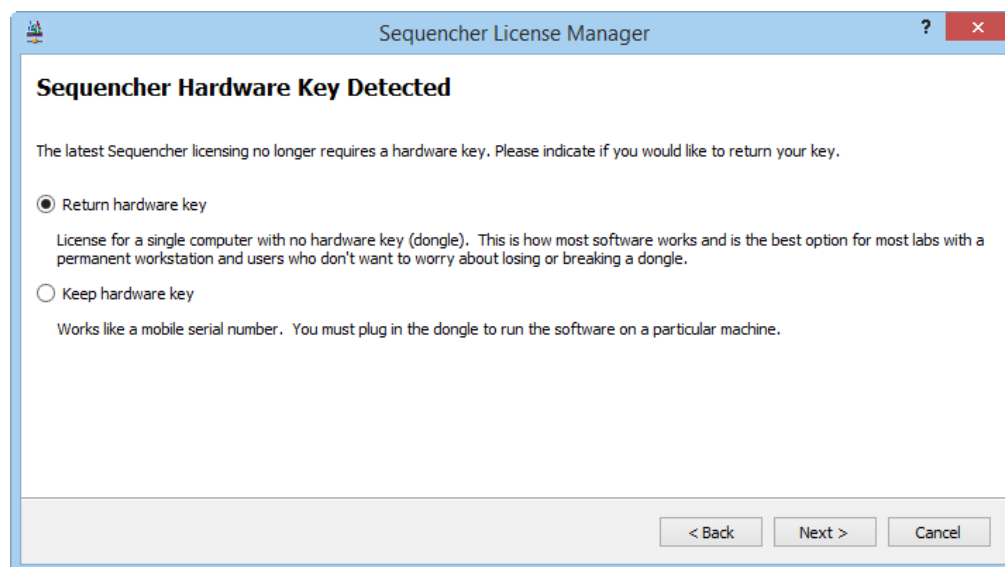 Sequencher License Manager
?
Sequencher Hardware Key Detected
The latest Sequencher licensing no longer requires a hardware key. Please indicate if you would like to return your key.
Return hardware key
License for a single computer with no hardware key (dongle).  This is how most software works and is the best option for most labs with a
permanent workstation and users who don't want to worry about losing or breaking a dongle.
Keep hardware key
Works like a mobile serial number.  You must plug in the dongle to run the software on a particular machine.
< Back Next > Cancel